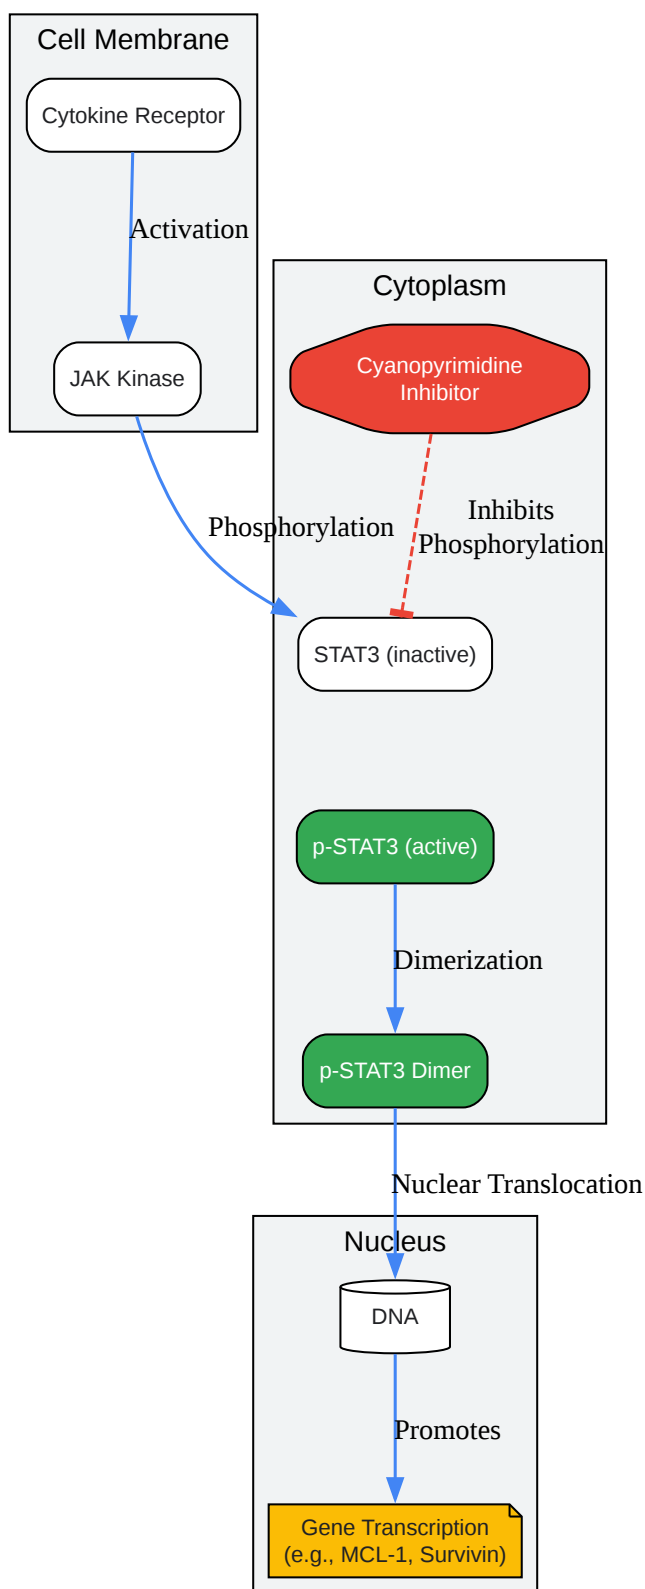 Cell Membrane
Cytokine Receptor
Activation
JAK Kinase
Cytoplasm
Cyanopyrimidine
Inhibitor
Phosphorylation
Inhibits
Phosphorylation
STAT3 (inactive)
p-STAT3 (active)
Dimerization
p-STAT3 Dimer
Nuclear Translocation
Nucleus
DNA
Promotes
Gene Transcription
(e.g., MCL-1, Survivin)